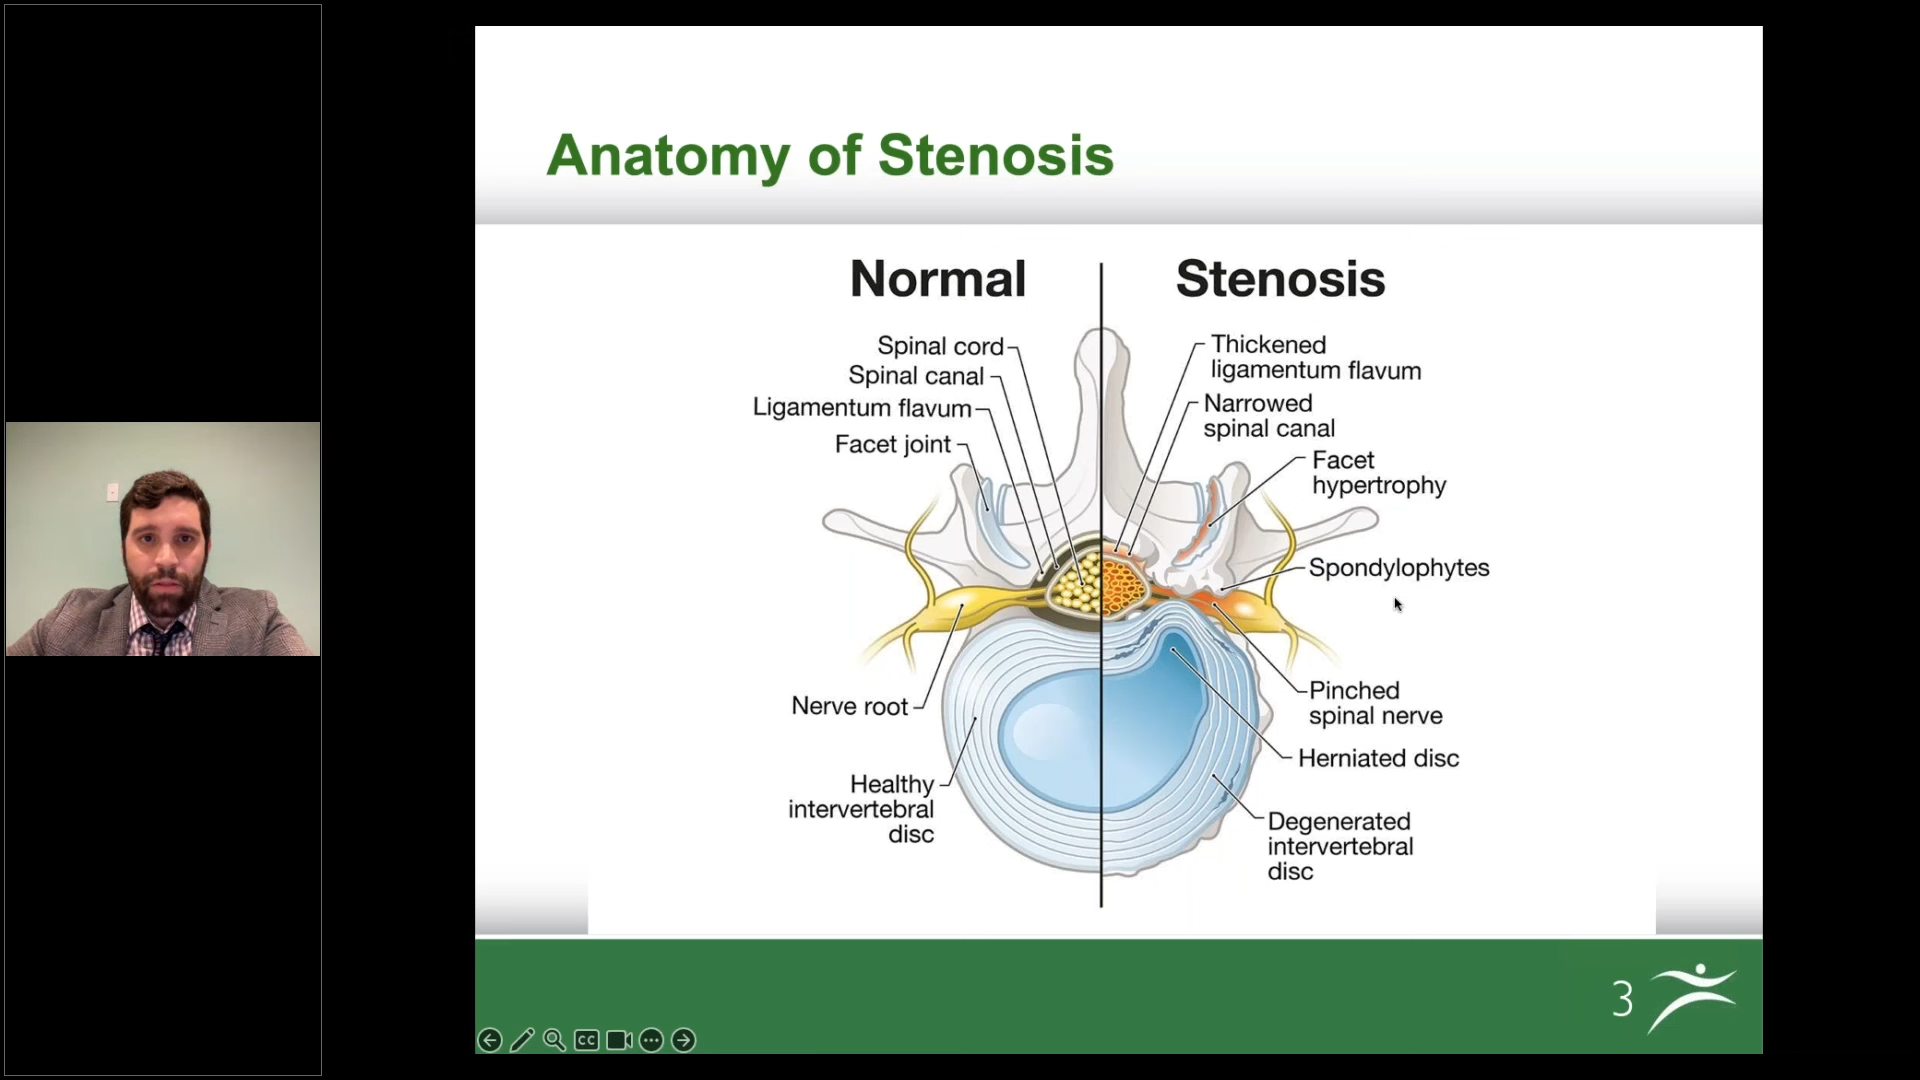 Anatomy of Stenosis
Normal
Stenosis
Spinal cord
Spinal canal
Ligamentum flavum
Facet joint
Nerve root
Healthy
intervertebral
disc
Thickened
ligamentum flavum
Narrowed
spinal canal
Facet
hypertrophy
Spondylophytes
Pinched
spinal nerve
Herniated disc
Degenerated
intervertebral
disc
3
CC